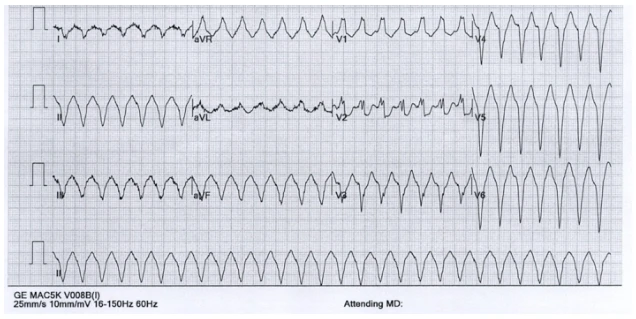 I aVR V1 V4
II aVL V2 V5
III aVF V3 V6
II
GE MAC5K V008B(I)
25mm/s 10mm/mV 16-150Hz 60Hz Attending MD: